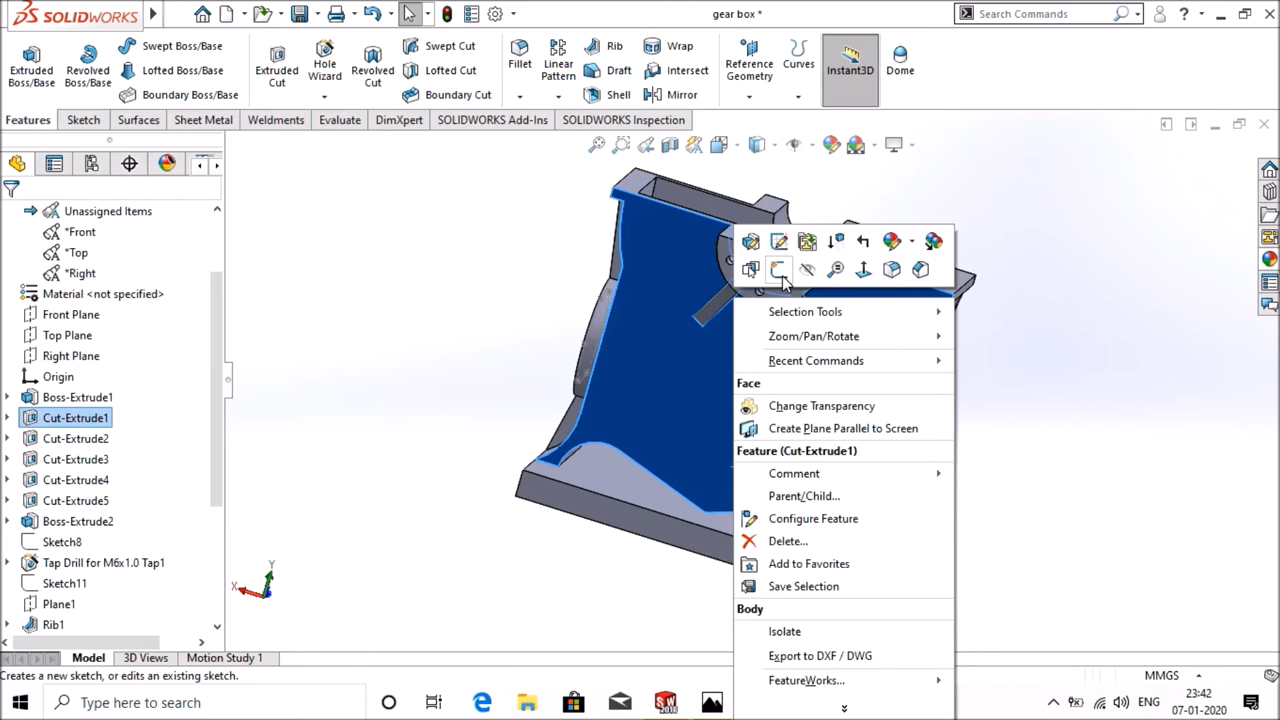 SOLIDWORKS
gear box *
Search Commands
?
Extruded Boss/Base
Revolved Boss/Base
Swept Boss/Base
Lofted Boss/Base
Boundary Boss/Base
Extruded Cut
Hole Wizard
Revolved Cut
Swept Cut
Lofted Cut
Boundary Cut
Fillet
Linear Pattern
Rib
Draft
Shell
Wrap
Intersect
Mirror
Reference Geometry
Curves
Instant3D
Dome
Features
Sketch
Surfaces
Sheet Metal
Weldments
Evaluate
DimXpert
SOLIDWORKS Add-Ins
SOLIDWORKS Inspection
Unassigned Items
*Front
*Top
*Right
Material <not specified>
Front Plane
Top Plane
Right Plane
Origin
Boss-Extrude1
Cut-Extrude1
Cut-Extrude2
Cut-Extrude3
Cut-Extrude4
Cut-Extrude5
Boss-Extrude2
Sketch8
Tap Drill for M6x1.0 Tap1
Sketch11
Plane1
Rib1
Selection Tools
Zoom/Pan/Rotate
Recent Commands
Face
Change Transparency
Create Plane Parallel to Screen
Feature (Cut-Extrude1)
Comment
Parent/Child...
Configure Feature
Delete...
Add to Favorites
Save Selection
Body
Isolate
Export to DXF / DWG
FeatureWorks...
Y
X
Model
3D Views
Motion Study 1
Creates a new sketch, or edits an existing sketch.
MMGS
Type here to search
SW
2018
ENG
23:42
07-01-2020